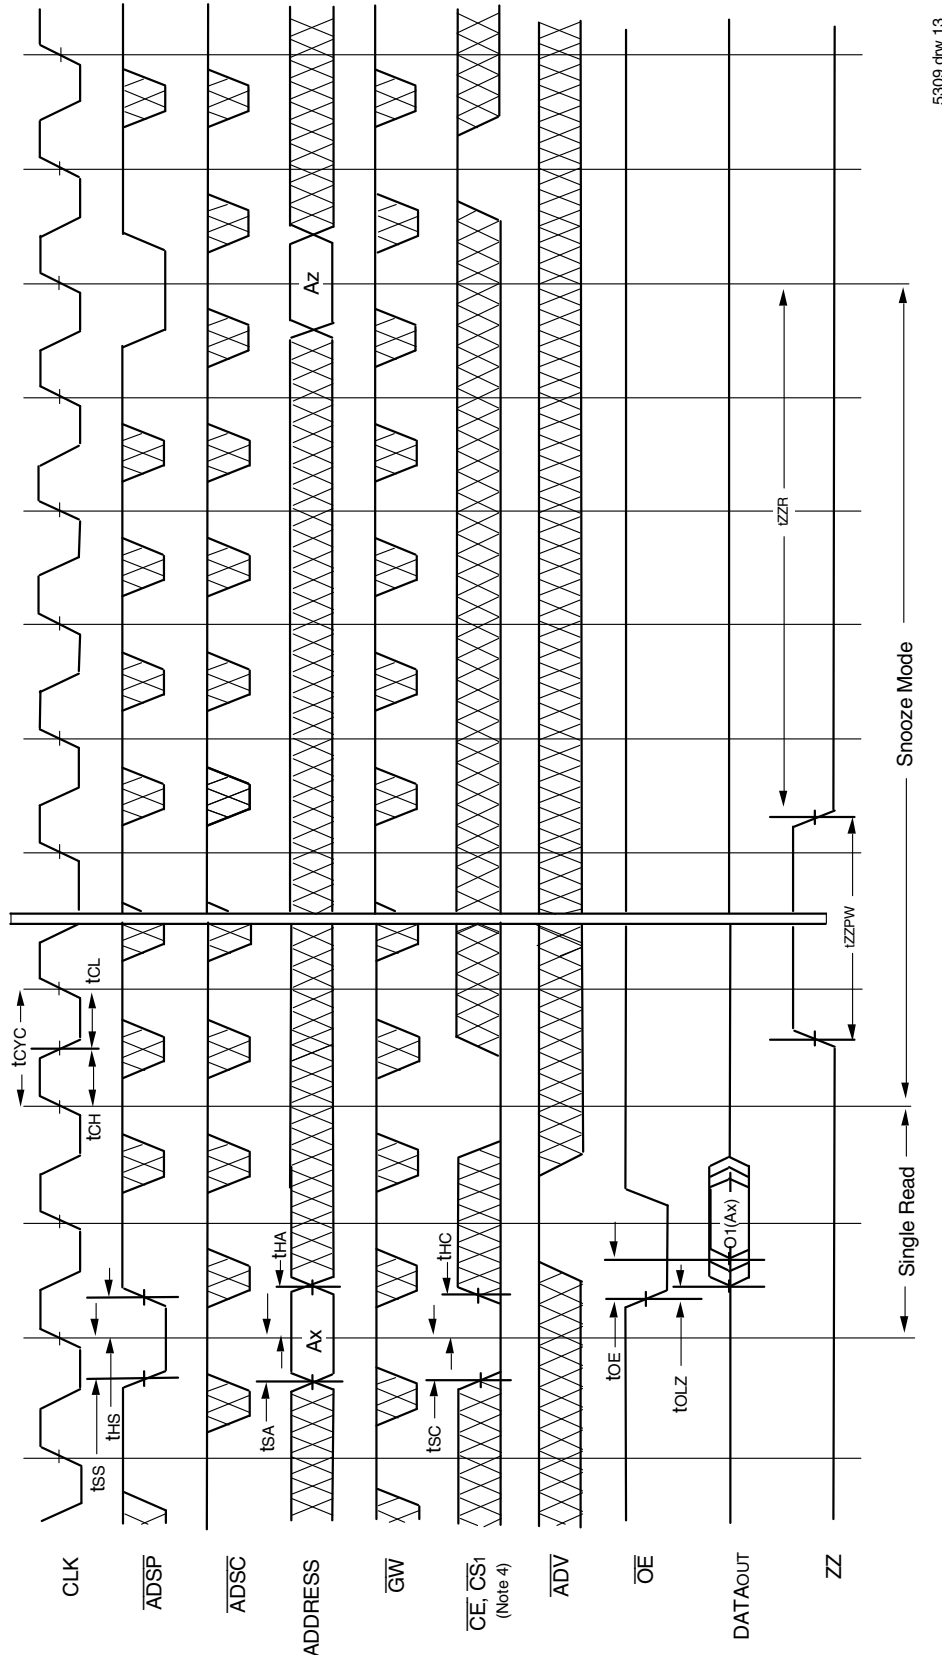 tCYC
tSS
tHS
tCH
tCL
CLK
ADSP
ADSC
tSA
tHA
Ax
Az
ADDRESS
GW
tSC
tHC
CE, CS1
(Note 4)
ADV
OE
tOE
tOLZ
O1(Ax)
DATAOUT
tZZR
ZZ
tZZPW
Single Read
Snooze Mode
5309 drw 13